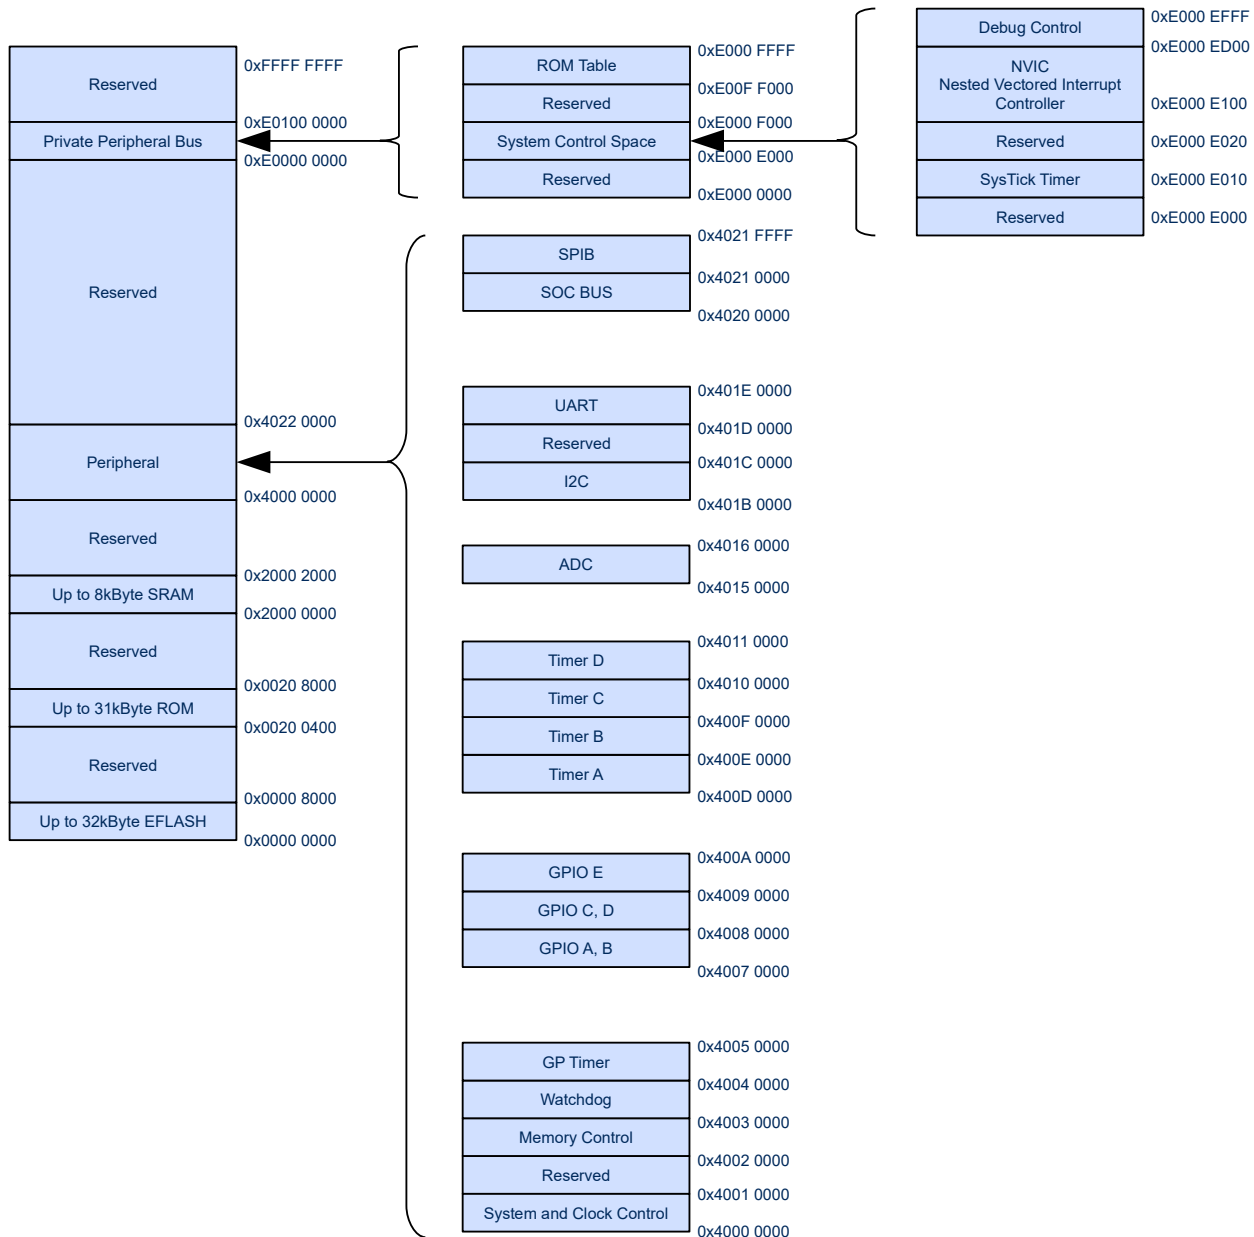 Reserved
0xFFFF FFFF
0xE0100 0000
Private Peripheral Bus
0xE0000 0000
Reserved
0x4022 0000
Peripheral
0x4000 0000
Reserved
0x2000 2000
Up to 8kByte SRAM
0x2000 0000
Reserved
0x0020 8000
Up to 31kByte ROM
0x0020 0400
Reserved
0x0000 8000
Up to 32kByte EFLASH
0x0000 0000
0xE000 FFFF
ROM Table
0xE00F F000
Reserved
0xE000 F000
System Control Space
0xE000 E000
Reserved
0xE000 0000
0x4021 FFFF
SPIB
0x4021 0000
SOC BUS
0x4020 0000
0x401E 0000
UART
0x401D 0000
Reserved
0x401C 0000
I2C
0x401B 0000
0x4016 0000
ADC
0x4015 0000
0x4011 0000
Timer D
0x4010 0000
Timer C
0x400F 0000
Timer B
0x400E 0000
Timer A
0x400D 0000
0x400A 0000
GPIO E
0x4009 0000
GPIO C, D
0x4008 0000
GPIO A, B
0x4007 0000
0x4005 0000
GP Timer
0x4004 0000
Watchdog
0x4003 0000
Memory Control
0x4002 0000
Reserved
0x4001 0000
System and Clock Control
0x4000 0000
0xE000 EFFF
Debug Control
0xE000 ED00
NVIC
Nested Vectored Interrupt
Controller
0xE000 E100
Reserved
0xE000 E020
SysTick Timer
0xE000 E010
Reserved
0xE000 E000